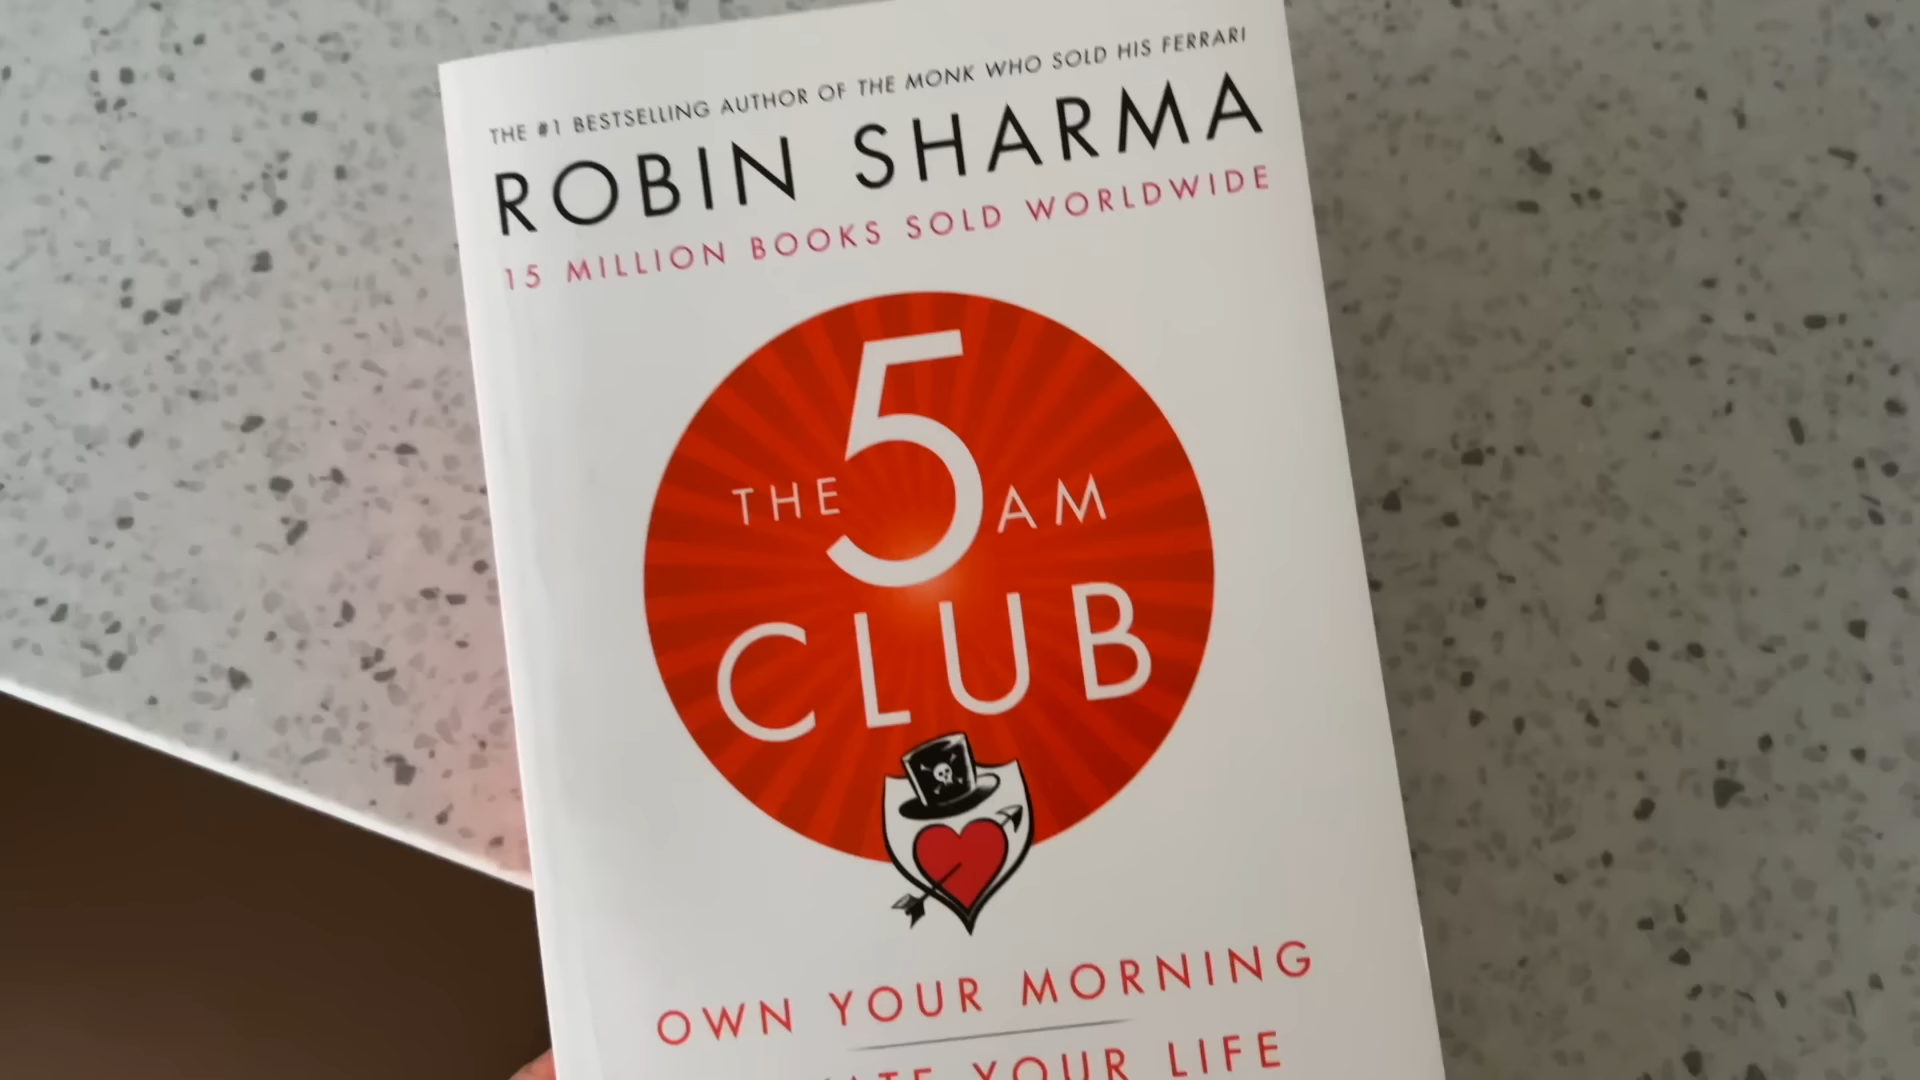 THE #1 BESTSELLING AUTHOR OF THE MONK WHO SOLD HIS FERRARI
ROBIN SHARMA
15 MILLION BOOKS SOLD WORLDWIDE
THE 5 AM
CLUB
OWN YOUR MORNING
YOUR LIFE